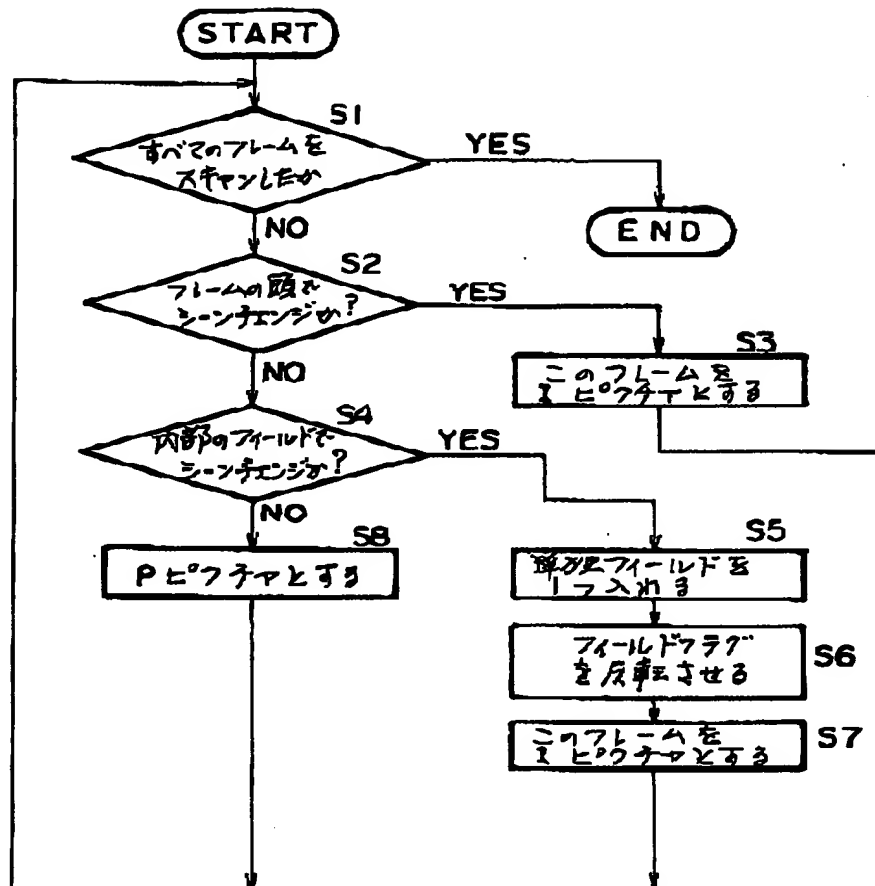 START
S1
すべてのフレームを
スキャンしたか
YES
NO
END
S2
フレームの頭で
シーンチェンジか?
YES
NO
S3
このフレームを
I ピクチャとする
S4
内部のフィールドで
シーンチェンジか?
YES
NO
S8
Pピクチャとする
S5
フィールドを
1つ入れる
フィールドフラグ
を反転させる
S6
このフレームを
I ピクチャとする
S7